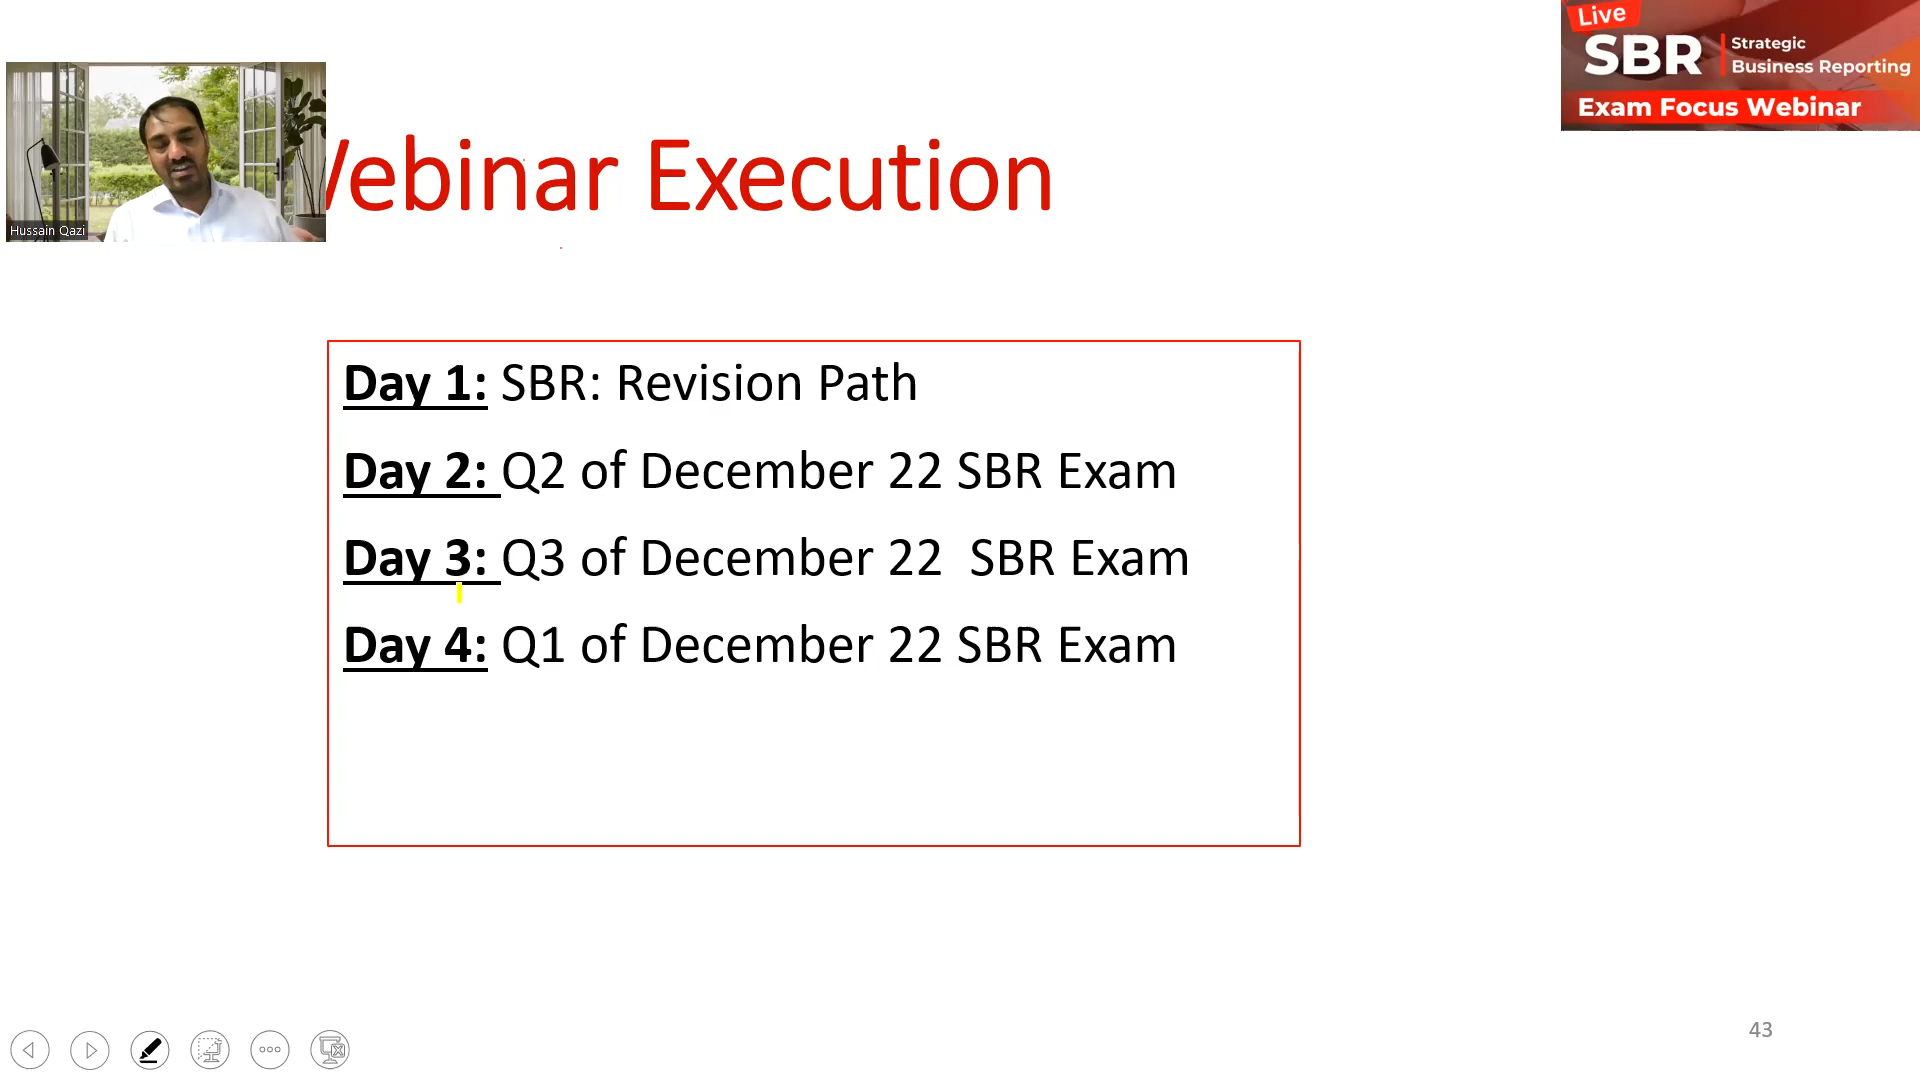 Live
SBR
Strategic
Business Reporting
Exam Focus Webinar
Hussain Qazi
Webinar Execution
Day 1: SBR: Revision Path
Day 2: Q2 of December 22 SBR Exam
Day 3: Q3 of December 22  SBR Exam
Day 4: Q1 of December 22 SBR Exam
43